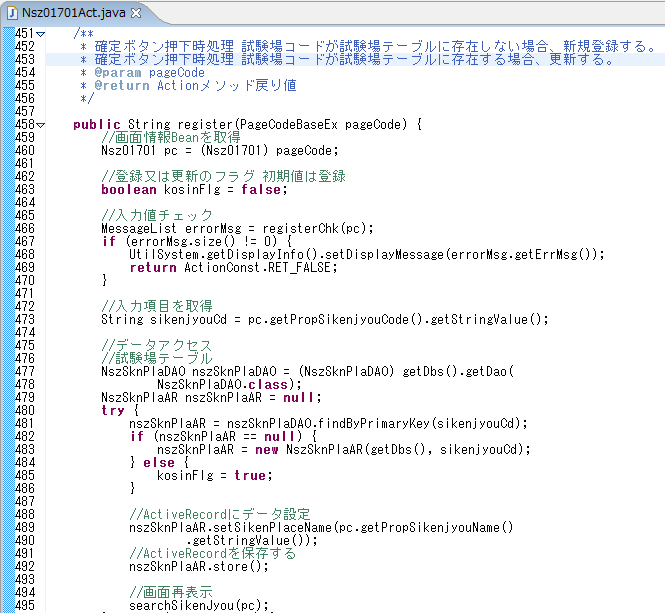 Nsz01701Act.java
451 /**
452 * 確定ボタン押下時処理 試験場コードが試験場テーブルに存在しない場合、新規登録する。
453 * 確定ボタン押下時処理 試験場コードが試験場テーブルに存在する場合、更新する。
454 * @param pageCode
455 * @return Actionメソッド戻り値
456 */
457
458 public String register(PageCodeBaseEx pageCode) {
459 //画面情報Beanを取得
460 Nsz01701 pc = (Nsz01701) pageCode;
461
462 //登録又は更新のフラグ 初期値は登録
463 boolean kosinFlg = false;
464
465 //入力値チェック
466 MessageList errorMsg = registerChk(pc);
467 if (errorMsg.size() != 0) {
468 UtilSystem.getDisplayInfo().setDisplayMessage(errorMsg.getErrMsg());
469 return ActionConst.RET_FALSE;
470 }
471
472 //入力項目を取得
473 String sikenjyouCd = pc.getPropSikenjyouCode().getStringValue();
474
475 //データアクセス
476 //試験場テーブル
477 NszSknPlaDAO nszSknPlaDAO = (NszSknPlaDAO) getDbs().getDao(
478 NszSknPlaDAO.class);
479 NszSknPlaAR nszSknPlaAR = null;
480 try {
481 nszSknPlaAR = nszSknPlaDAO.findByPrimaryKey(sikenjyouCd);
482 if (nszSknPlaAR == null) {
483 nszSknPlaAR = new NszSknPlaAR(getDbs(), sikenjyouCd);
484 } else {
485 kosinFlg = true;
486 }
487
488 //ActiveRecordにデータ設定
489 nszSknPlaAR.setSikenPlaceName(pc.getPropSikenjyouName()
490 .getStringValue());
491 //ActiveRecordを保存する
492 nszSknPlaAR.store();
493
494 //画面再表示
495 searchSikenJyou(pc);